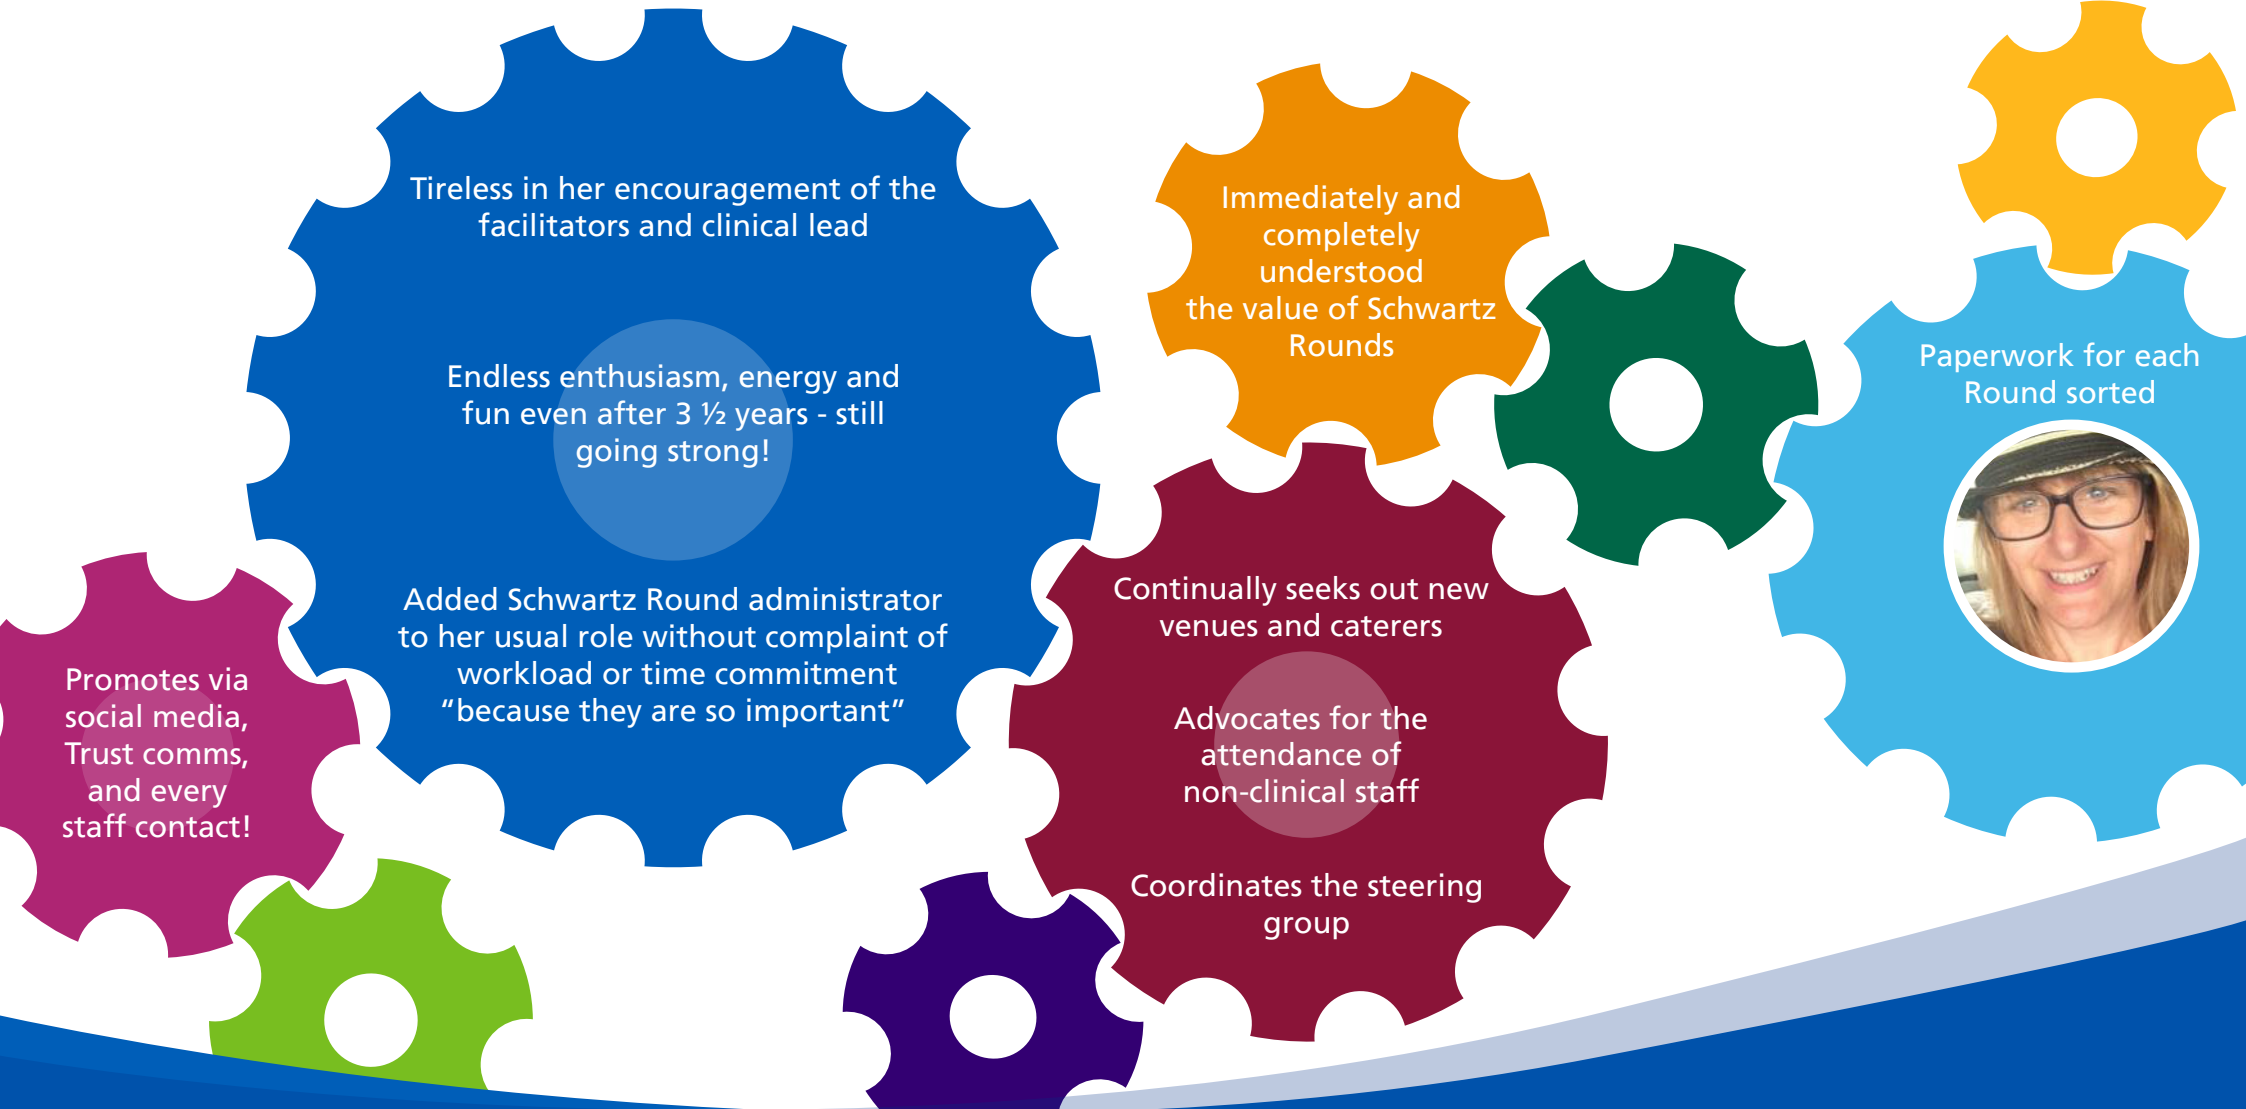 Tireless in her encouragement of the
facilitators and clinical lead
Endless enthusiasm, energy and
fun even after 3 ½ years - still
going strong!
Added Schwartz Round administrator
to her usual role without complaint of
workload or time commitment
“because they are so important”
Promotes via
social media,
Trust comms,
and every
staff contact!
Immediately and
completely
understood
the value of Schwartz
Rounds
Continually seeks out new
venues and caterers
Advocates for the
attendance of
non-clinical staff
Coordinates the steering
group
Paperwork for each
Round sorted